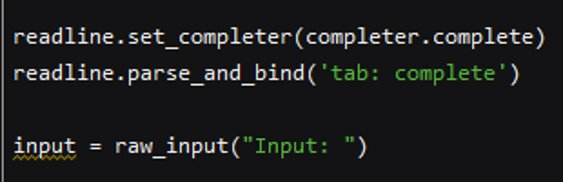 readline.set_completer(completer.complete)
readline.parse_and_bind('tab: complete')
input = raw_input("Input: ")